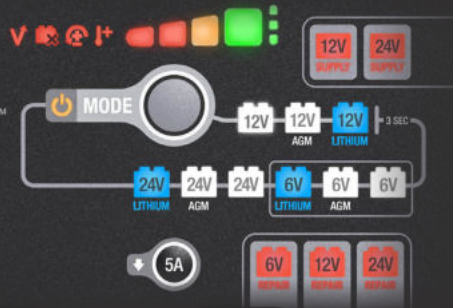 12V 24V
SUPPLY SUPPLY
MODE
12V 12V 12V 3 SEC
AGM LITHIUM
24V 24V 24V 6V 6V 6V
LITHIUM AGM LITHIUM AGM
5A
6V 12V 24V
REPAIR REPAIR REPAIR